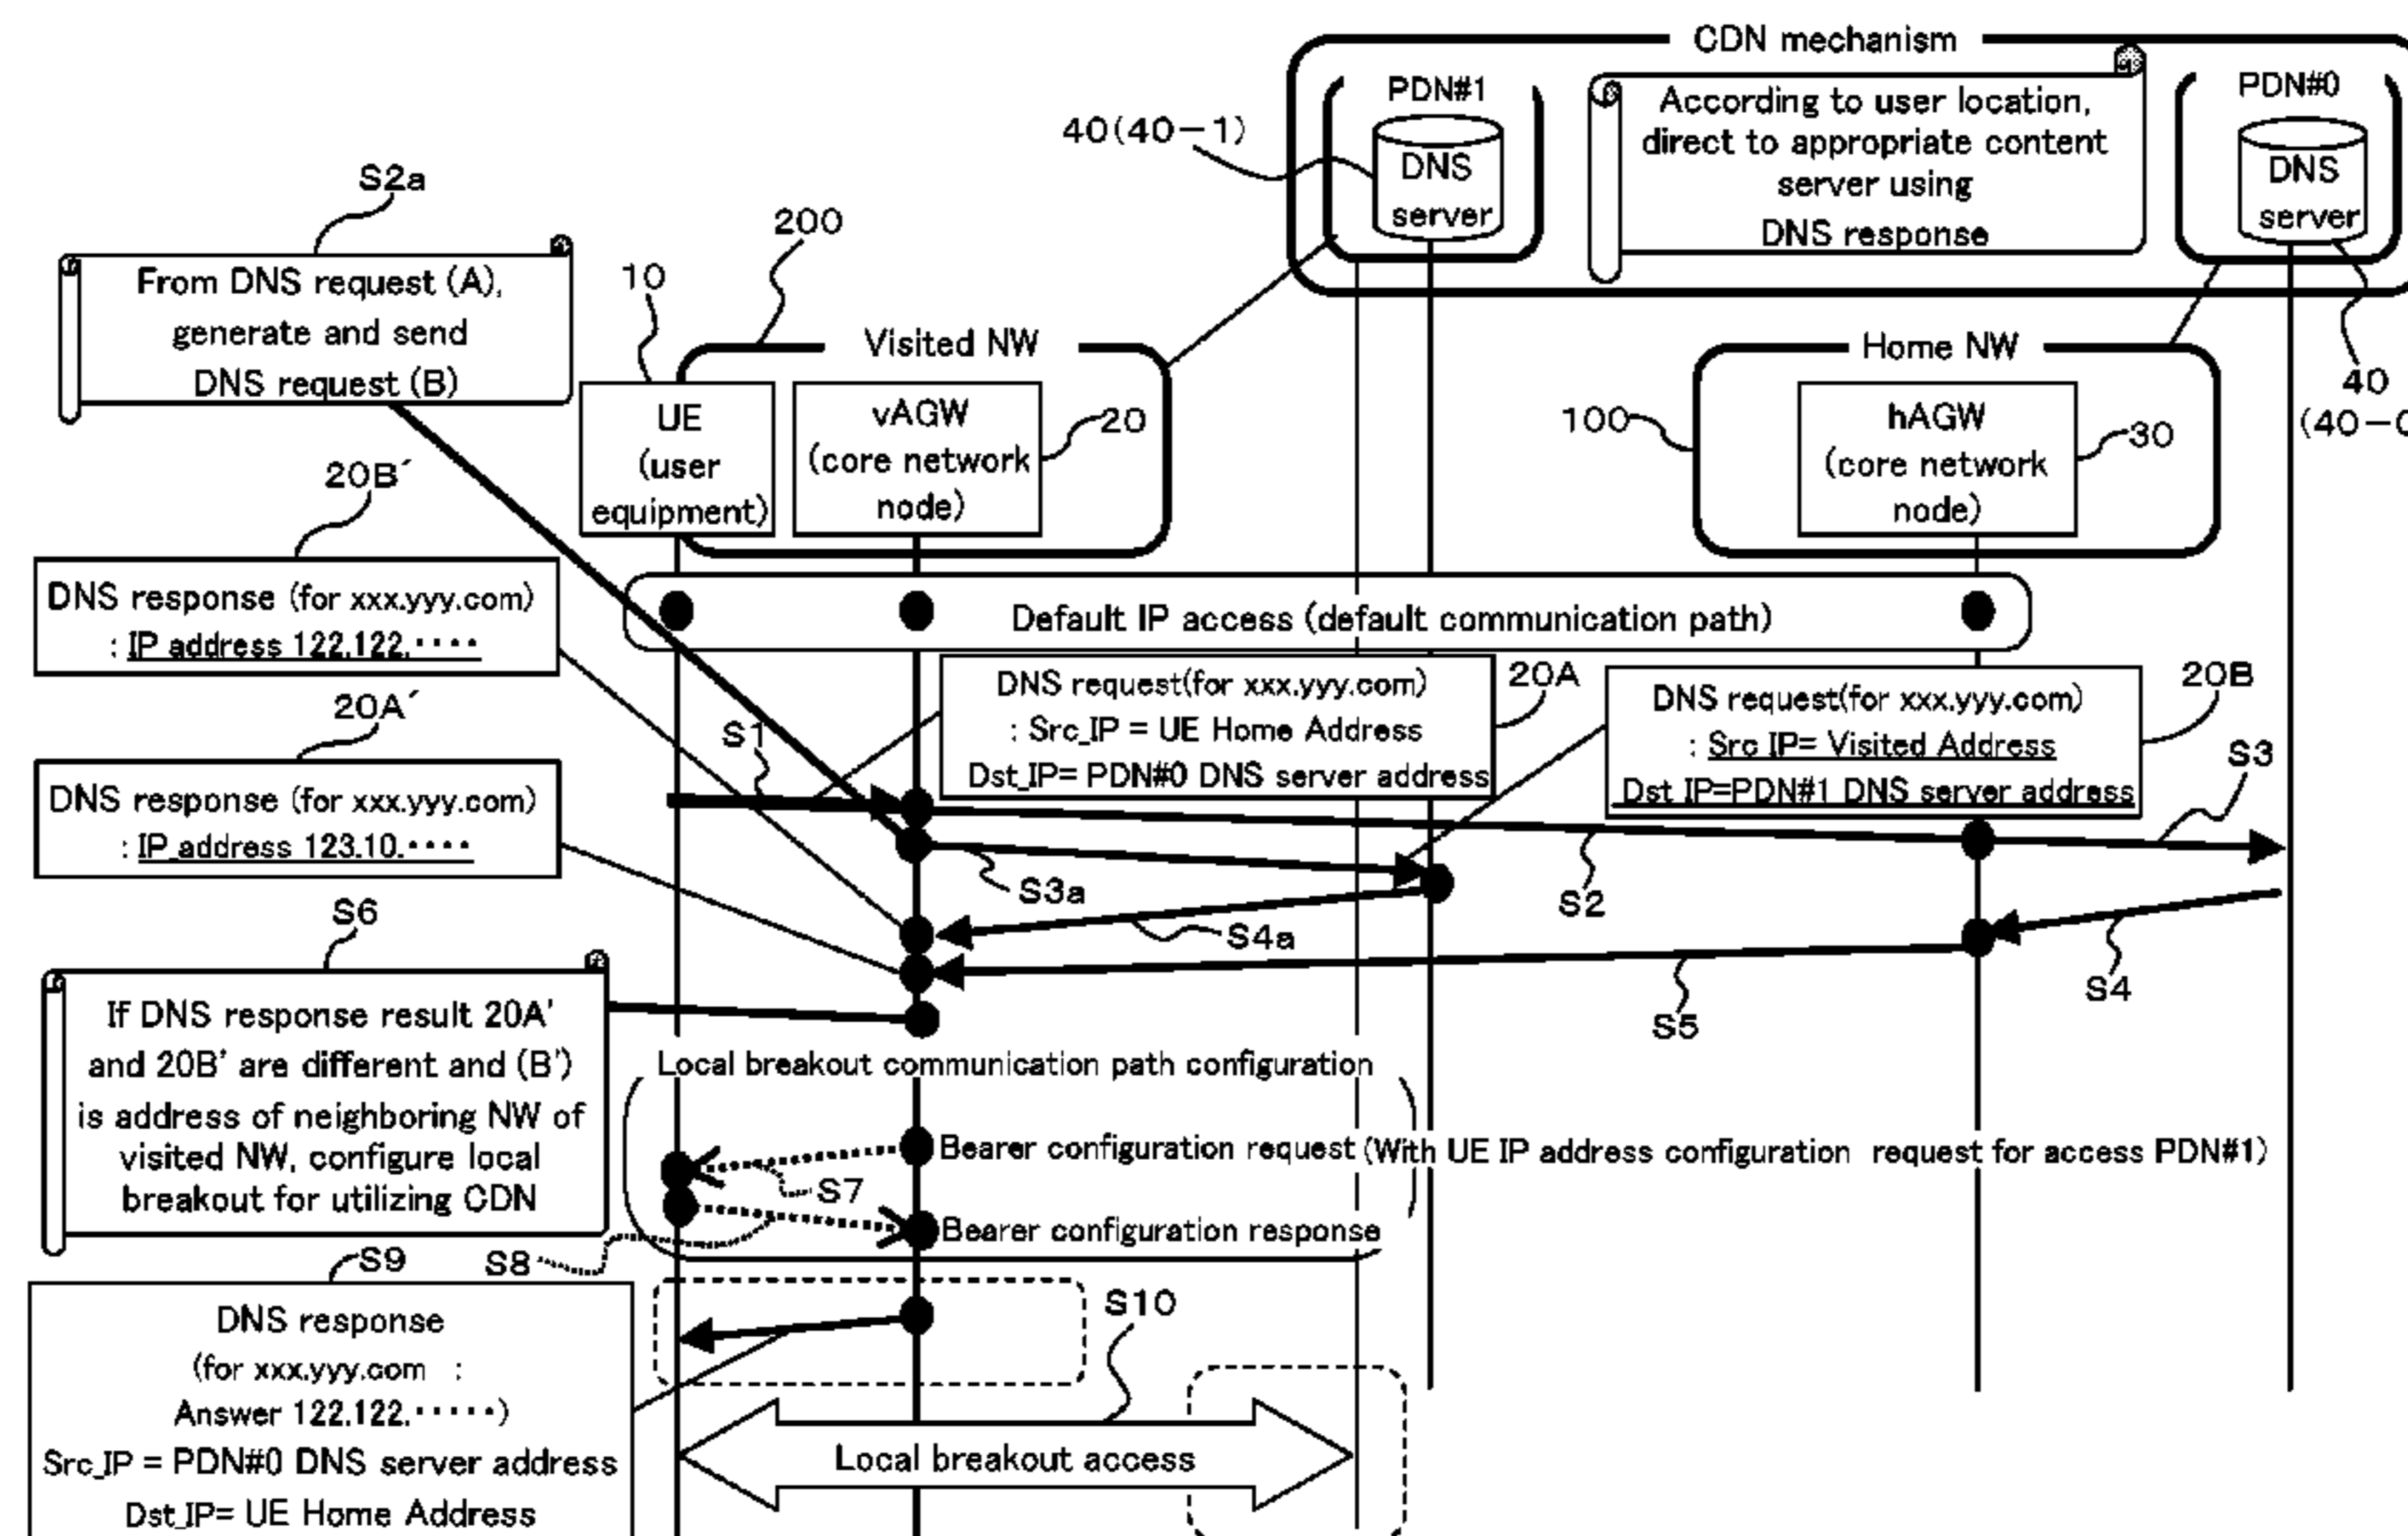 CDN mechanism
PDN#1
PDN#0
40(40-1)
DNS
server
According to user location,
direct to appropriate content
server using
DNS response
DNS
server
40
(40-0
S2a
From DNS request (A),
generate and send
DNS request (B)
200
10
Visited NW
UE
(user
equipment)
vAGW
(core network
node)
20
Home NW
100
hAGW
(core network
node)
30
20B´
DNS response (for xxx.yyy.com)
: IP address 122.122.････
Default IP access (default communication path)
20A´
DNS response (for xxx.yyy.com)
: IP_address 123.10.････
S1
DNS request(for xxx.yyy.com)
: Src_IP = UE Home Address
Dst_IP= PDN#0 DNS server address
20A
DNS request(for xxx.yyy.com)
: Src IP= Visited Address
Dst IP=PDN#1 DNS server address
20B
S3
S3a
S2
S4a
S4
S5
S6
If DNS response result 20A'
and 20B' are different and (B')
is address of neighboring NW of
visited NW, configure local
breakout for utilizing CDN
Local breakout communication path configuration
Bearer configuration request (With UE IP address configuration request for access PDN#1)
S7
Bearer configuration response
S8
S9
DNS response
(for xxx.yyy.com :
Answer 122.122.･････)
Src_IP = PDN#0 DNS server address
Dst_IP= UE Home Address
S10
Local breakout access